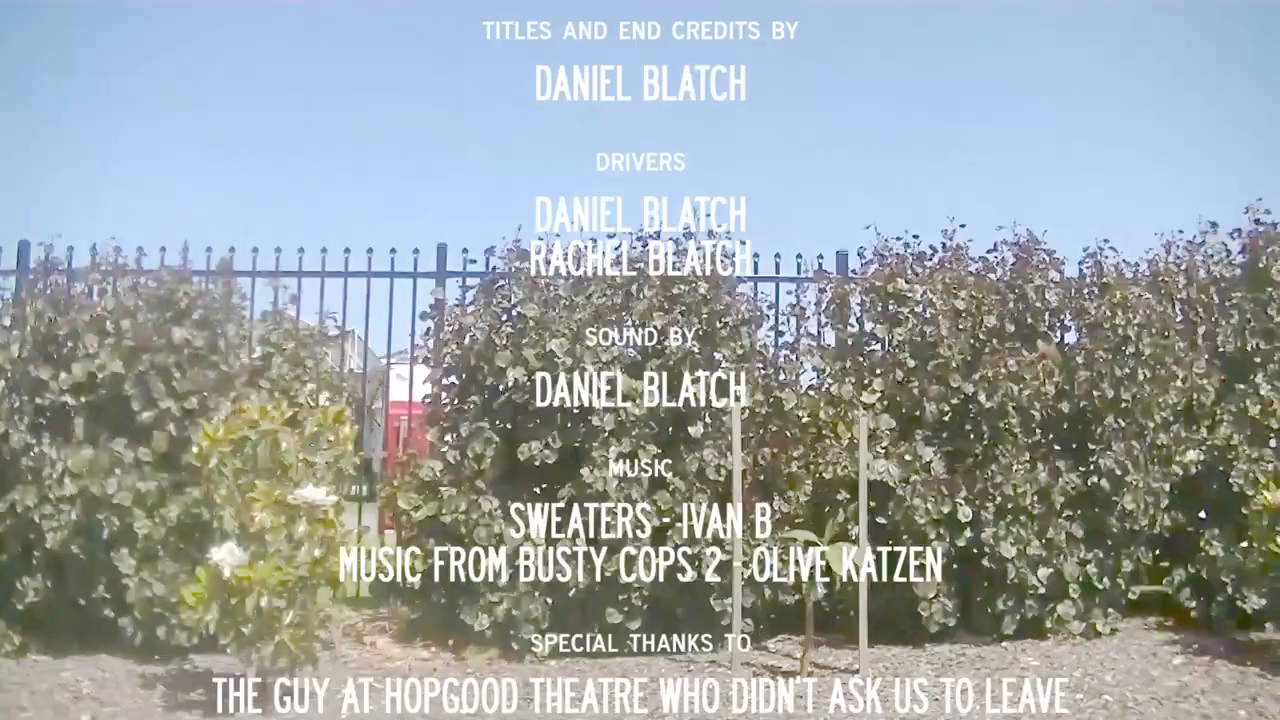 TITLES AND END CREDITS BY
DANIEL BLATCH
DRIVERS
DANIEL BLATCH
RACHEL BLATCH
SOUND BY
DANIEL BLATCH
MUSIC
SWEATERS - IVAN B
MUSIC FROM BUSTY COPS 2 - OLIVE KATZEN
SPECIAL THANKS TO
THE GUY AT HOPGOOD THEATRE WHO DIDN'T ASK US TO LEAVE